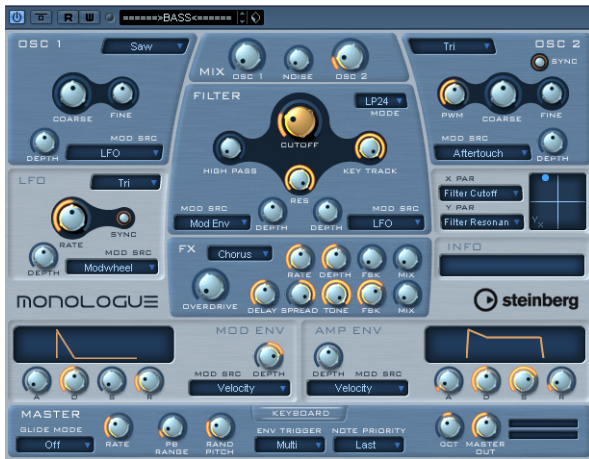 R W ======>BASS<======
OSC 1 Saw
COARSE FINE
DEPTH MOD SRC LFO
MIX OSC 1 NOISE OSC 2
FILTER LP24 MODE
CUTOFF
HIGH PASS KEY TRACK
RES
MOD SRC Mod Env DEPTH DEPTH MOD SRC LFO
Tri OSC 2
SYNC
PWM COARSE FINE
MOD SRC Aftertouch DEPTH
LFO Tri
RATE SYNC
DEPTH MOD SRC Modwheel
X PAR
Filter Cutoff
Y PAR
Filter Resonan
Y X
FX Chorus RATE DEPTH FBK MIX
OVERDRIVE DELAY SPREAD TONE FBK MIX
INFO
MONOLOGUE
steinberg
MOD ENV
MOD SRC DEPTH
Velocity
A D S R
AMP ENV
DEPTH MOD SRC
Velocity
A D S R
MASTER KEYBOARD
GLIDE MODE Off RATE PB RANGE RAND PITCH
ENV TRIGGER Multi NOTE PRIORITY Last
OCT MASTER OUT